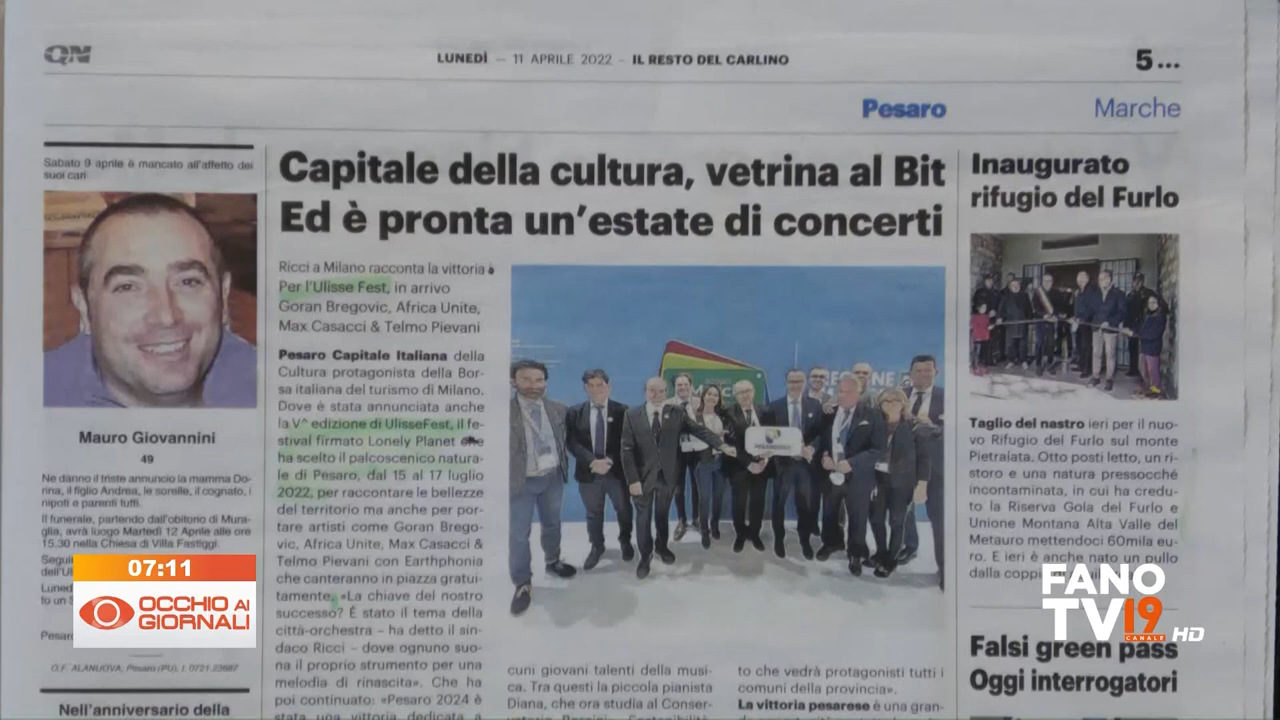 QN
LUNEDÌ – 11 APRILE 2022 – IL RESTO DEL CARLINO
5...
Pesaro
Marche
Sabato 9 aprile è mancato all'affetto dei
suoi cari
Mauro Giovannini
49
Ne danno il triste annuncio la mamma Do-
rina, il figlio Andrea, le sorelle, il cognato, i
nipoti e parenti tutti.
Il funerale, partendo dall'obitorio di Mura-
glia, avrà luogo Martedì 12 Aprile alle ore
15.30 nella Chiesa di Villa Fastiggi.
O.F. ALANUOVA, Pesaro (PU), t. 0721-23987
Nell'anniversario della
Capitale della cultura, vetrina al Bit
Ed è pronta un'estate di concerti
Ricci a Milano racconta la vittoria
Per l'Ulisse Fest, in arrivo
Goran Bregovic, Africa Unite,
Max Casacci & Telmo Pievani
Pesaro Capitale Italiana della
Cultura protagonista della Bor-
sa italiana del turismo di Milano.
Dove è stata annunciata anche
la V^ edizione di UlisseFest, il fe-
stival firmato Lonely Planet che
ha scelto il palcoscenico natura-
le di Pesaro, dal 15 al 17 luglio
2022, per raccontare le bellezze
del territorio ma anche per por-
tare artisti come Goran Brego-
vic, Africa Unite, Max Casacci &
Telmo Pievani con Earthphonia
che canteranno in piazza gratui-
tamente. «La chiave del nostro
successo? È stato il tema della
città-orchestra – ha detto il sin-
daco Ricci – dove ognuno suo-
na il proprio strumento per una
melodia di rinascita». Che ha
poi continuato: «Pesaro 2024 è
stata una vittoria dedicata a
cuni giovani talenti della musi-
ca. Tra questi la piccola pianista
Diana, che ora studia al Conser-
to che vedrà protagonisti tutti i
comuni della provincia».
La vittoria pesarese è una gran-
Inaugurato
rifugio del Furlo
Taglio del nastro ieri per il nuo-
vo Rifugio del Furlo sul monte
Pietralata. Otto posti letto, un ri-
storo e una natura pressocché
incontaminata, in cui ha credu-
to la Riserva Gola del Furlo e
Unione Montana Alta Valle del
Metauro mettendoci 60mila eu-
ro. E ieri è anche nato un pullo
dalla coppia
Falsi green pass
Oggi interrogatori
07:11
OCCHIO AI
GIORNALI
FANO
TV19
CANALE
HD